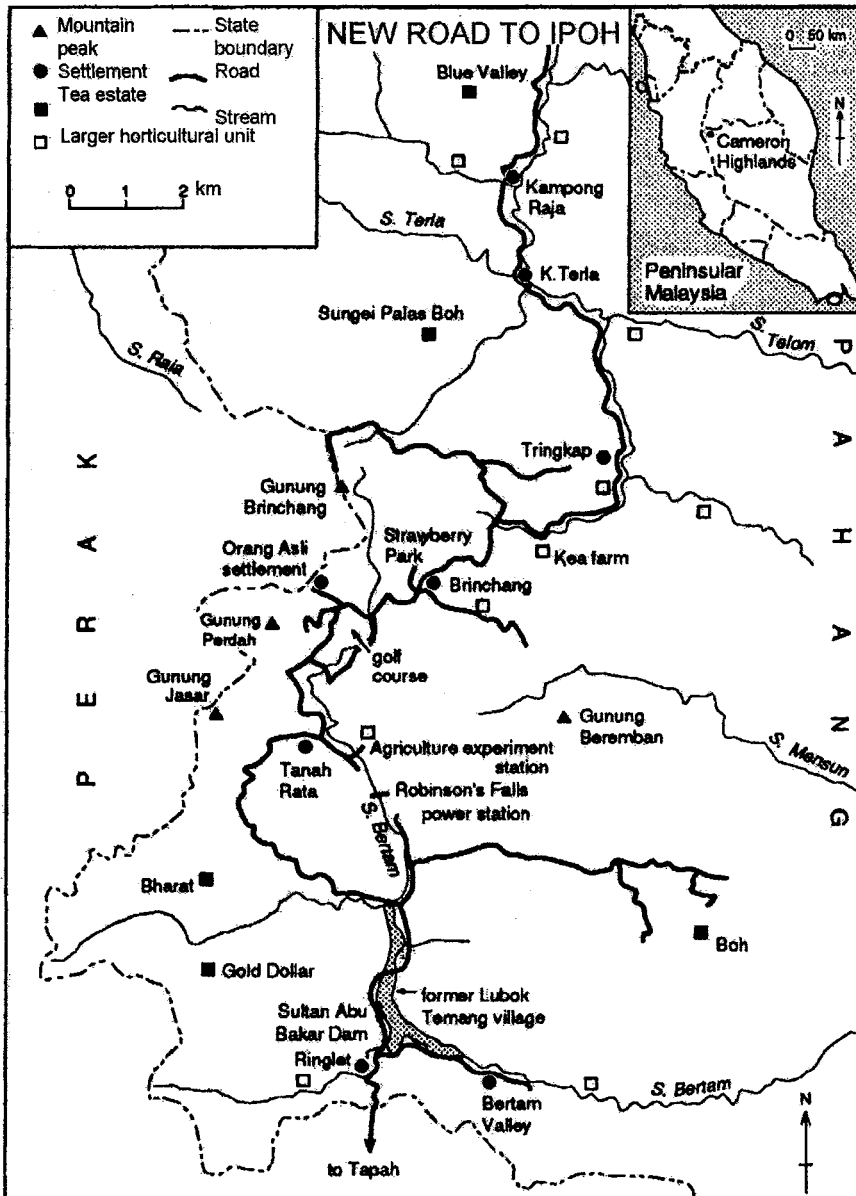 NEW ROAD TO IPOH
Mountain
peak
State
boundary
Settlement
Road
Tea estate
Stream
Larger horticultural unit
0 1 2 km
0 50 km
N
Cameron
Highlands
Peninsular
Malaysia
Blue Valley
Kampong
Raja
S. Terla
K. Terla
Sungei Palas Boh
S. Raia
S. Telom
PERAK
PAHANG
Tringkap
Gunung
Brinchang
Strawberry
Park
Orang Asli
settlement
Kea farm
Brinchang
Gunung
Perdah
golf
course
Gunung
Jasar
Gunung
Beremban
S. Mensun
Agriculture experiment
station
Tanah
Rata
Robinson's Falls
power station
S. Bertam
Bharat
Boh
Gold Dollar
former Lubok
Temang village
Sultan Abu
Bakar Dam
Ringlet
S. Bertam
Bertam
Valley
N
to Tapah